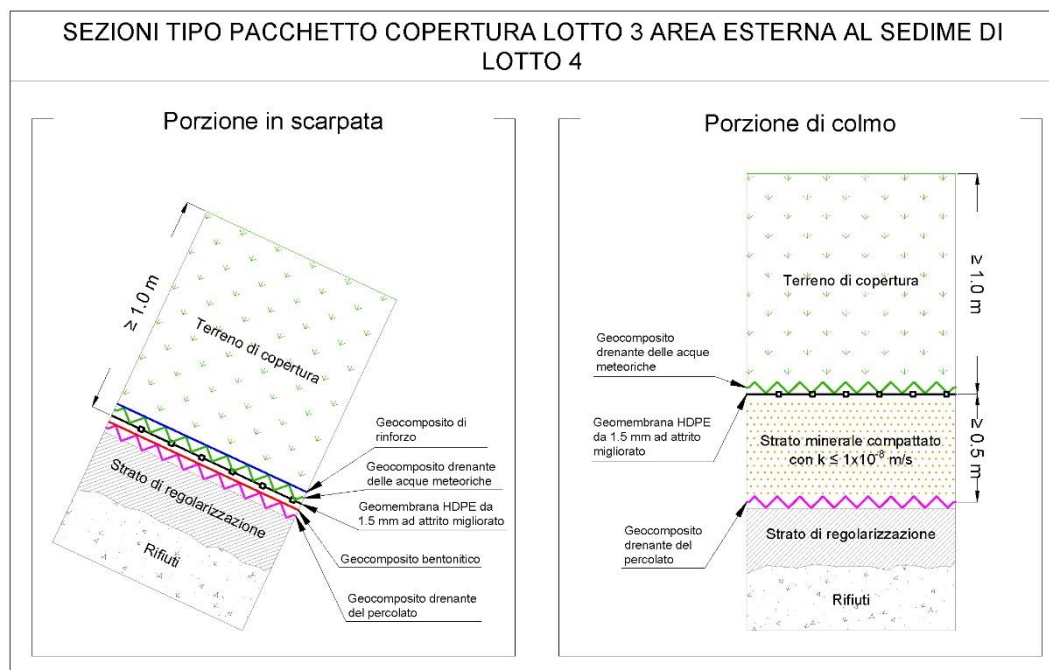 SEZIONI TIPO PACCHETTO COPERTURA LOTTO 3 AREA ESTERNA AL SEDIME DI
LOTTO 4
Porzione in scarpata
≥ 1.0 m
Terreno di copertura
Strato di regolarizzazione
Rifiuti
Geocomposito di
rinforzo
Geocomposito drenante
delle acque meteoriche
Geomembrana HDPE da
1.5 mm ad attrito migliorato
Geocomposito bentonitico
Geocomposito drenante
del percolato
Porzione di colmo
Terreno di copertura
≥ 1.0 m
Geocomposito
drenante delle acque
meteoriche
Geomembrana HDPE
da 1.5 mm ad attrito
migliorato
Strato minerale compattato
con k ≤ 1x10⁻⁸ m/s
≥ 0.5 m
Geocomposito
drenante del
percolato
Strato di regolarizzazione
Rifiuti